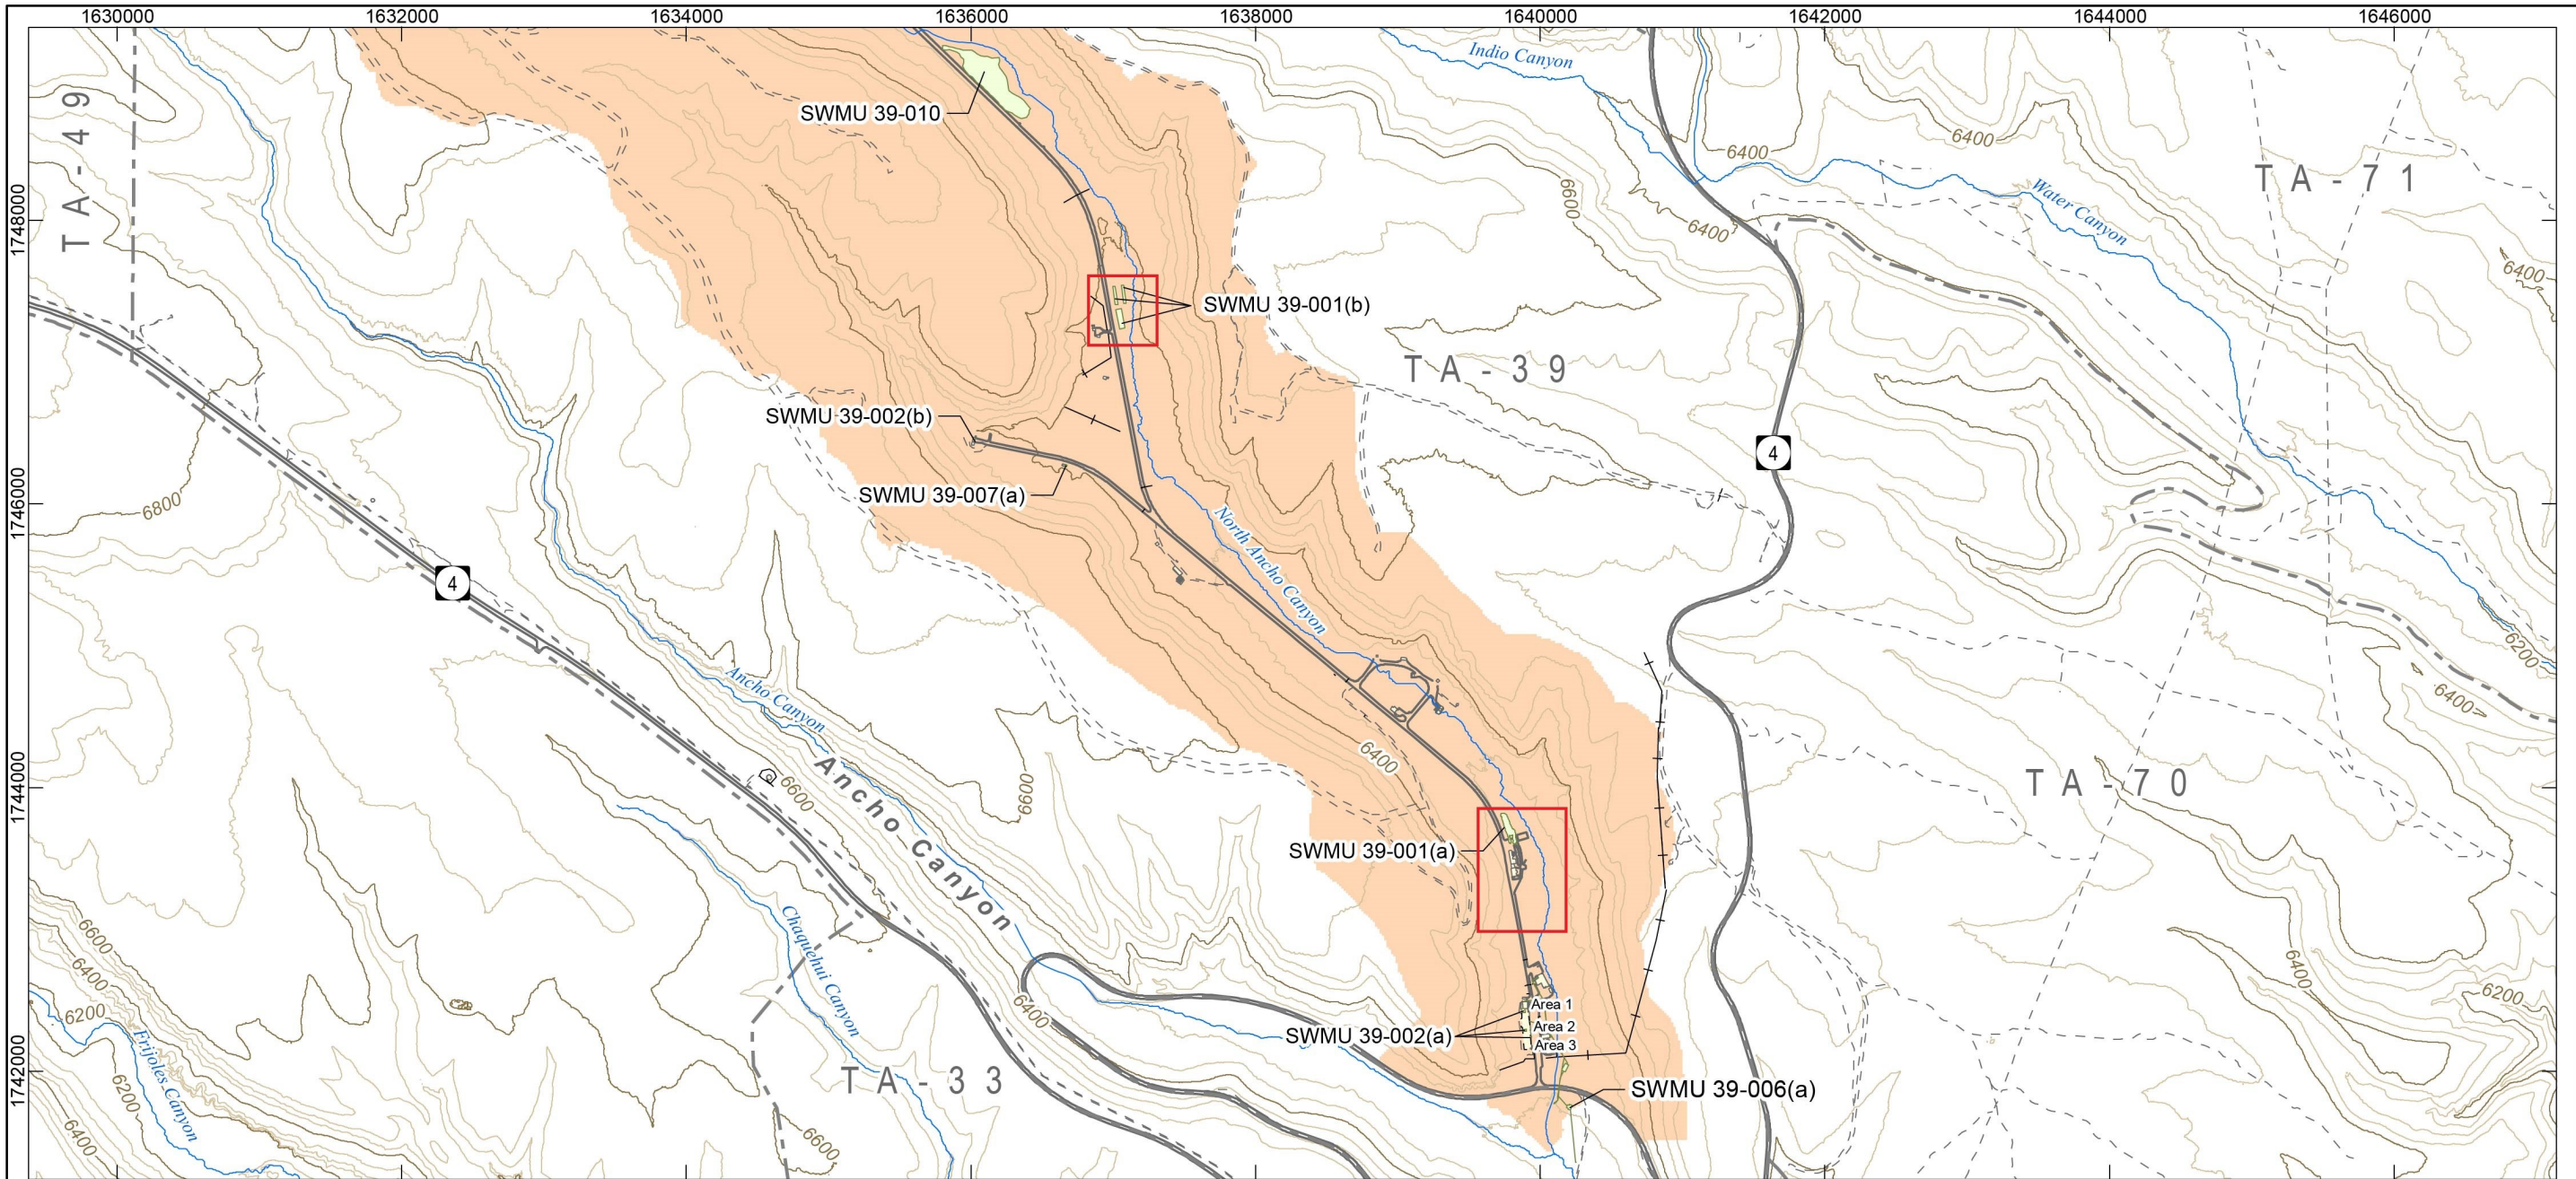 1630000
1632000
1634000
1636000
1638000
1640000
1642000
1644000
1646000
1748000
1746000
1744000
1742000
TA-49
SWMU 39-010
Indio Canyon
6400
6400
6600
6400
TA-71
Water Canyon
6400
SWMU 39-001(b)
TA-39
SWMU 39-002(b)
4
SWMU 39-007(a)
6800
North Ancho Canyon
4
6200
6400
Ancho Canyon
6400
TA-70
Ancho Canyon
6600
6600
SWMU 39-001(a)
Chaquehui Canyon
6600
6400
6200
6400
6200
6400
6200
Frijoles Canyon
6200
6400
Area 1
Area 2
Area 3
SWMU 39-002(a)
TA-33
SWMU 39-006(a)
6600